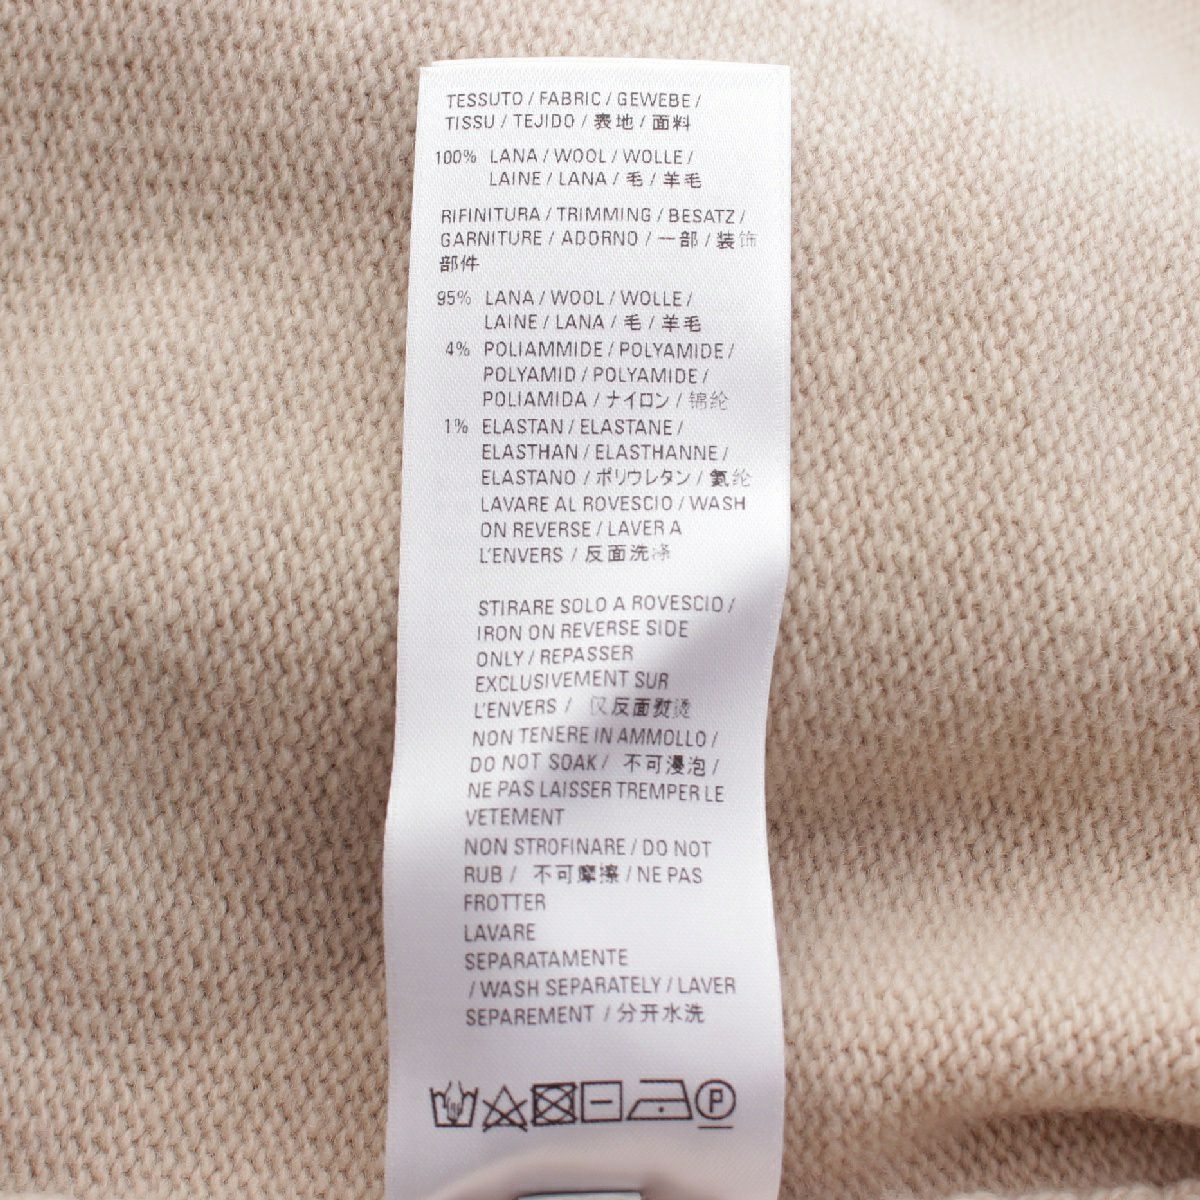 TESSUTO / FABRIC / GEWEBE /
TISSU / TEJIDO / 表地 / 面料
100% LANA / WOOL / WOLLE /
LAINE / LANA / 毛 / 羊毛
RIFINITURA / TRIMMING / BESATZ /
GARNITURE / ADORNO / 一部 / 装饰
部件
95% LANA / WOOL / WOLLE /
LAINE / LANA / 毛 / 羊毛
4% POLIAMMIDE / POLYAMIDE /
POLYAMID / POLYAMIDE /
POLIAMIDA / ナイロン / 锦纶
1% ELASTAN / ELASTANE /
ELASTHAN / ELASTHANNE /
ELASTANO / ポリウレタン / 氨纶
LAVARE AL ROVESCIO / WASH
ON REVERSE / LAVER A
L'ENVERS / 反面洗涤
STIRARE SOLO A ROVESCIO /
IRON ON REVERSE SIDE
ONLY / REPASSER
EXCLUSIVEMENT SUR
L'ENVERS / 仅反面熨烫
NON TENERE IN AMMOLLO /
DO NOT SOAK / 不可浸泡 /
NE PAS LAISSER TREMPER LE
VETEMENT
NON STROFINARE / DO NOT
RUB / 不可摩擦 / NE PAS
FROTTER
LAVARE
SEPARATAMENTE
/ WASH SEPARATELY / LAVER
SEPAREMENT / 分开水洗
P